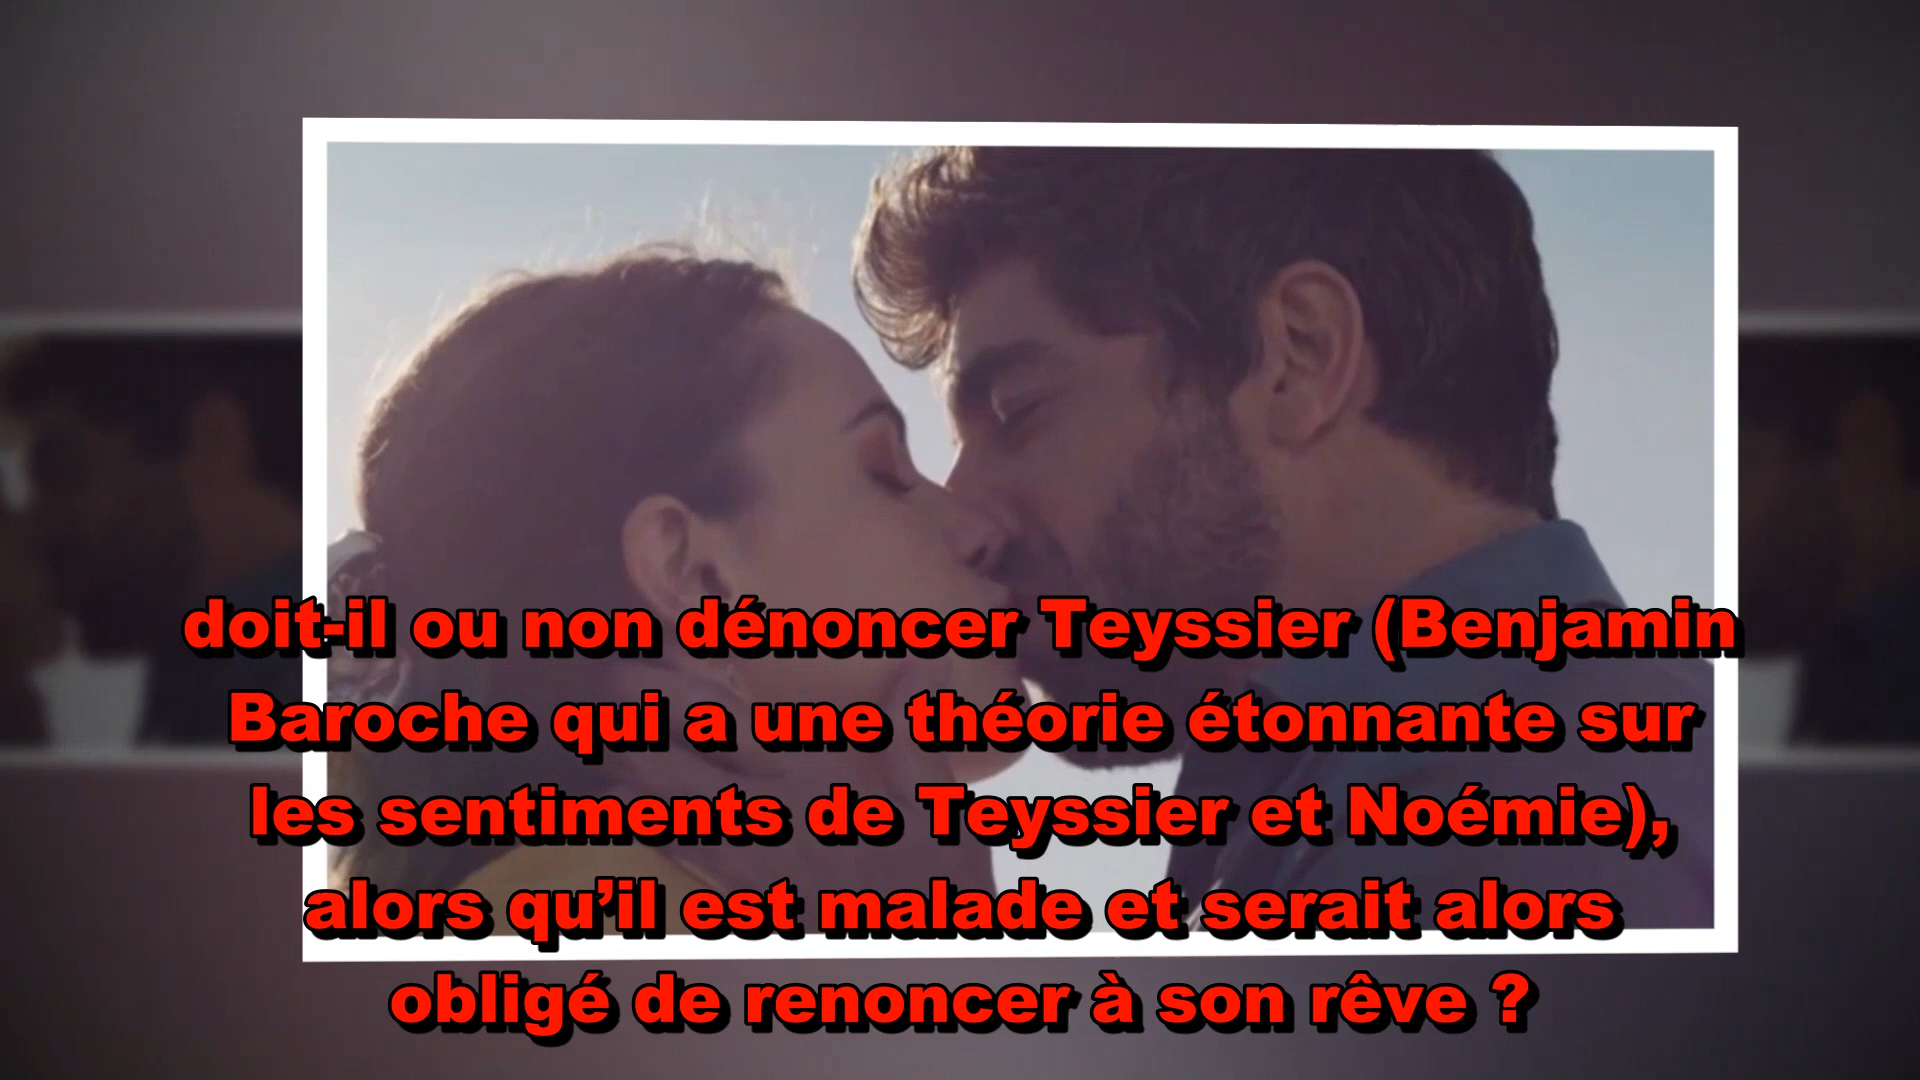 doit-il ou non dénoncer Teyssier (Benjamin
Baroche qui a une théorie étonnante sur
les sentiments de Teyssier et Noémie),
alors qu’il est malade et serait alors
obligé de renoncer à son rêve ?